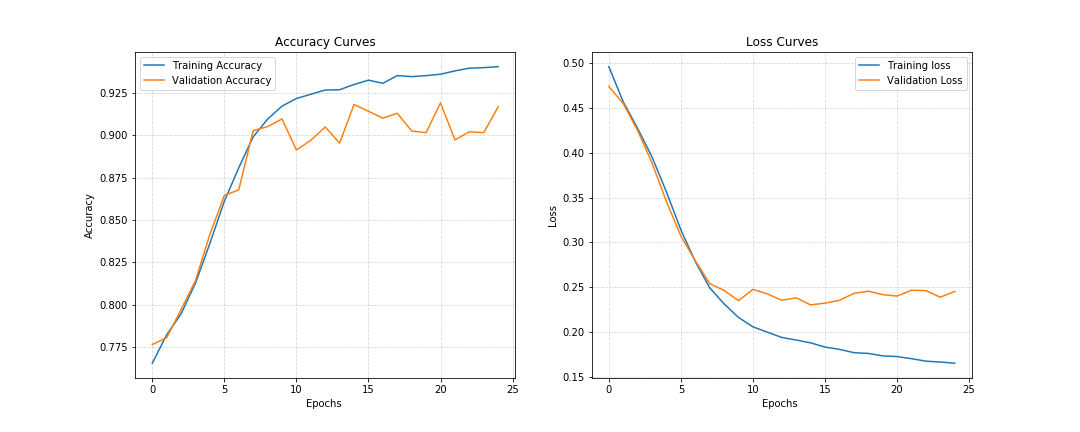 Accuracy Curves
Training Accuracy
Validation Accuracy
0.925
0.900
0.875
0.850
0.825
0.800
0.775
Accuracy
0 5 10 15 20 25
Epochs
Loss Curves
Training loss
Validation Loss
0.50
0.45
0.40
0.35
0.30
0.25
0.20
0.15
Loss
0 5 10 15 20 25
Epochs